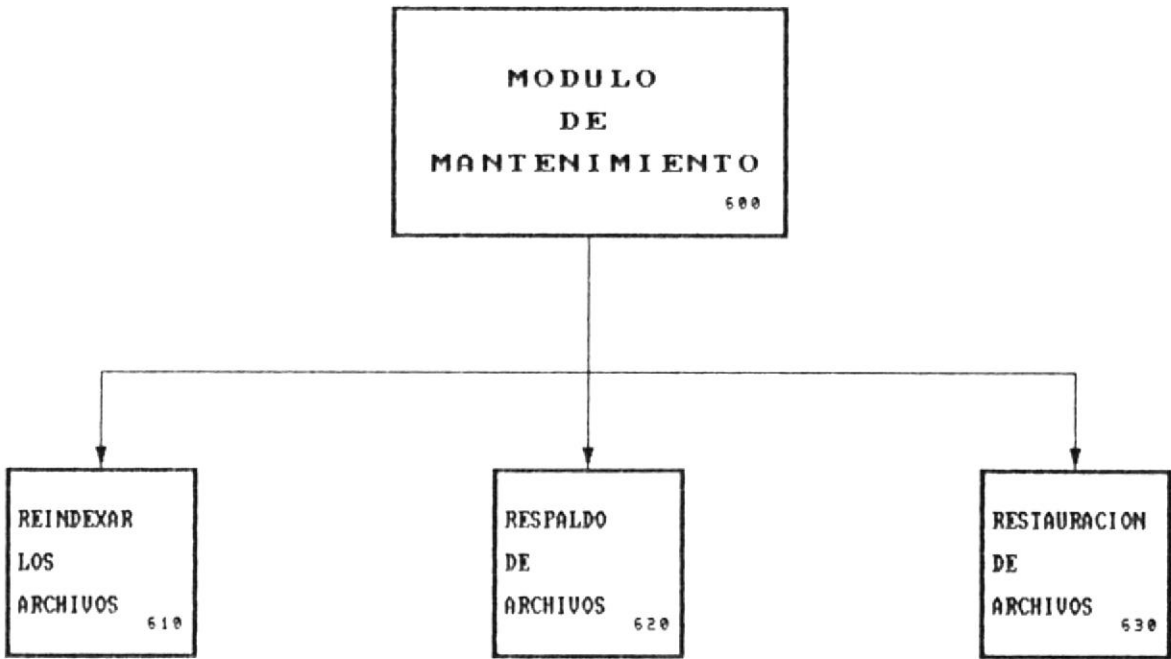 MODULO
DE
MANTENIMIENTO
600
REINDEXAR
LOS
ARCHIVOS
610
RESPALDO
DE
ARCHIVOS
620
RESTAURACION
DE
ARCHIVOS
630